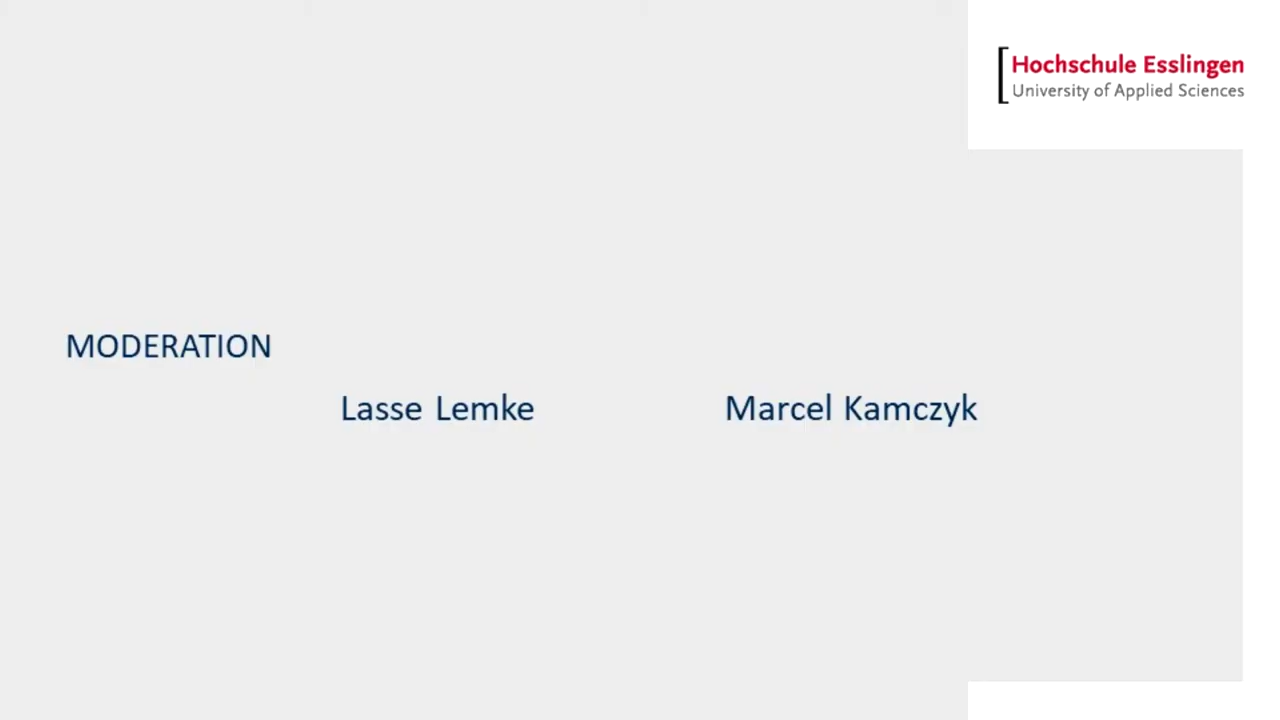 Hochschule Esslingen
University of Applied Sciences
MODERATION
Lasse Lemke
Marcel Kamczyk